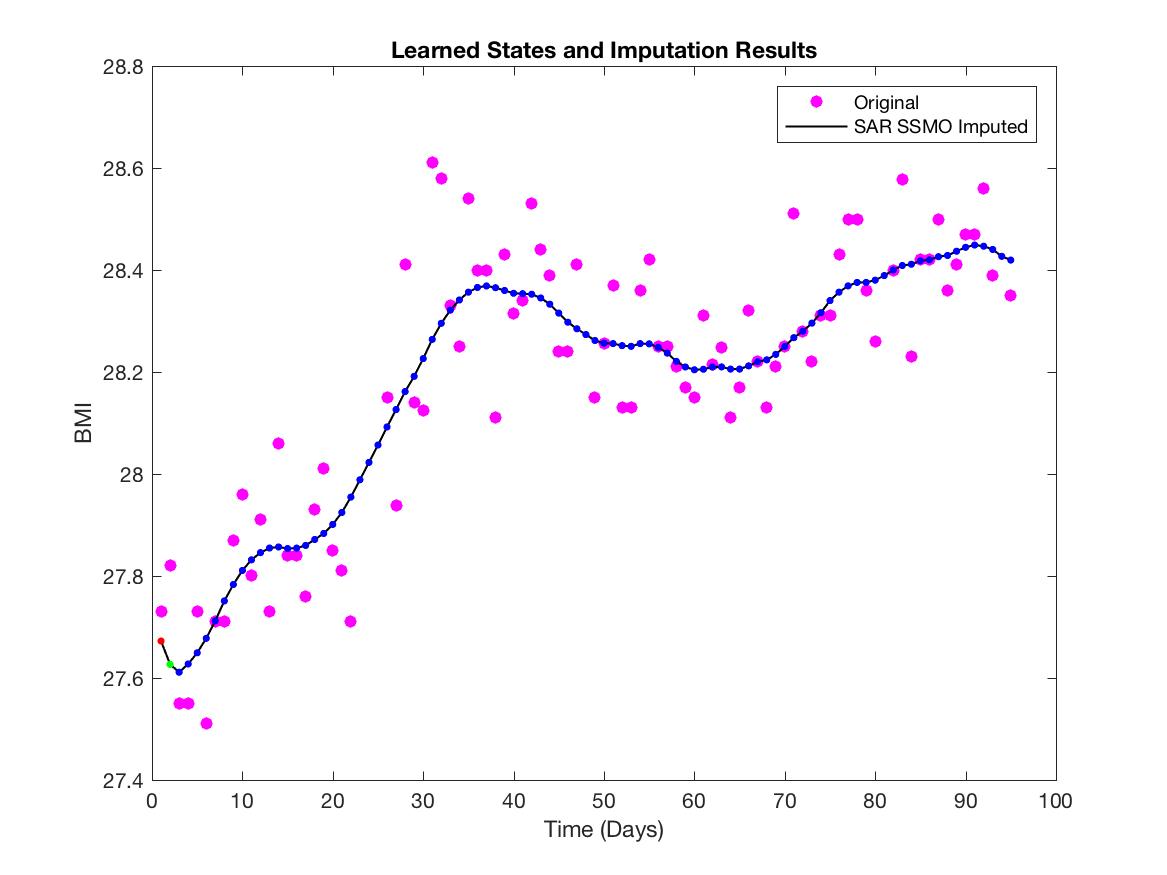 Learned States and Imputation Results
28.8
28.6
28.4
28.2
28
27.8
27.6
27.4
BMI
Original
SAR SSMO Imputed
0 10 20 30 40 50 60 70 80 90 100
Time (Days)